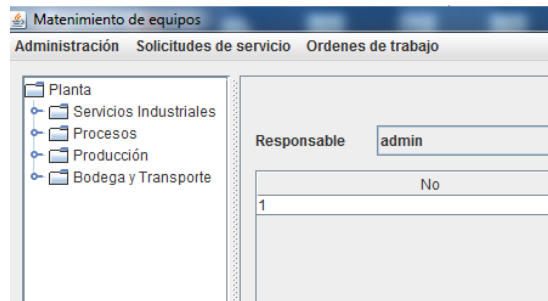 Matenimiento de equipos
Administración Solicitudes de servicio Ordenes de trabajo
Planta
Servicios Industriales
Procesos
Producción
Bodega y Transporte
Responsable admin
No
1